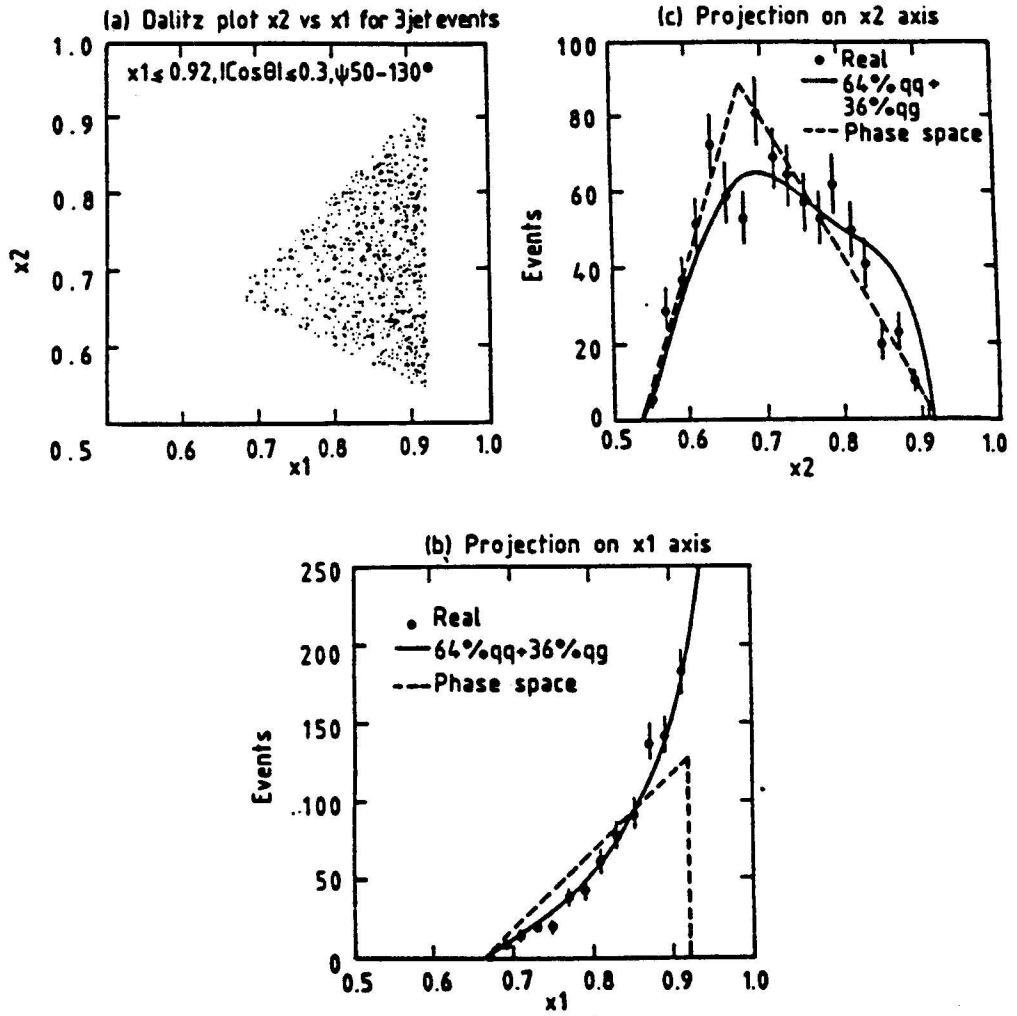 (a) Dalitz plot x2 vs x1 for 3jet events
1.0
x1≤0.92,|Cosθ|≤0.3,ψ50-130°
0.9
0.8
x2
0.7
0.6
0.5
0.6 0.7 0.8 0.9 1.0
x1
(c) Projection on x2 axis
100
Real
64%qq+
36%qg
Phase space
80
60
Events
40
20
0
0.5 0.6 0.7 0.8 0.9 1.0
x2
(b) Projection on x1 axis
250
Real
64%qq+36%qg
Phase space
200
150
Events
100
50
0
0.5 0.6 0.7 0.8 0.9 1.0
x1